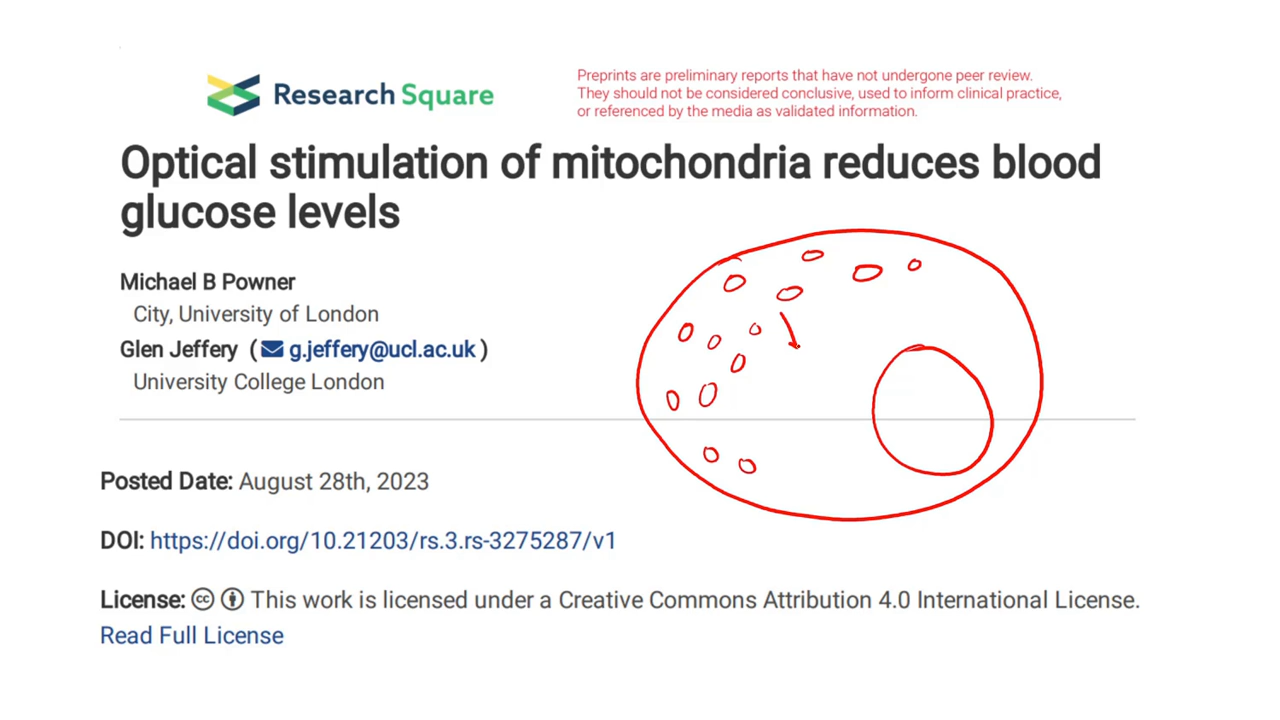 Research Square
Preprints are preliminary reports that have not undergone peer review.
They should not be considered conclusive, used to inform clinical practice,
or referenced by the media as validated information.
Optical stimulation of mitochondria reduces blood
glucose levels
Michael B Powner
City, University of London
Glen Jeffery ( g.jeffery@ucl.ac.uk )
University College London
Posted Date: August 28th, 2023
DOI: https://doi.org/10.21203/rs.3.rs-3275287/v1
License: cc This work is licensed under a Creative Commons Attribution 4.0 International License.
Read Full License